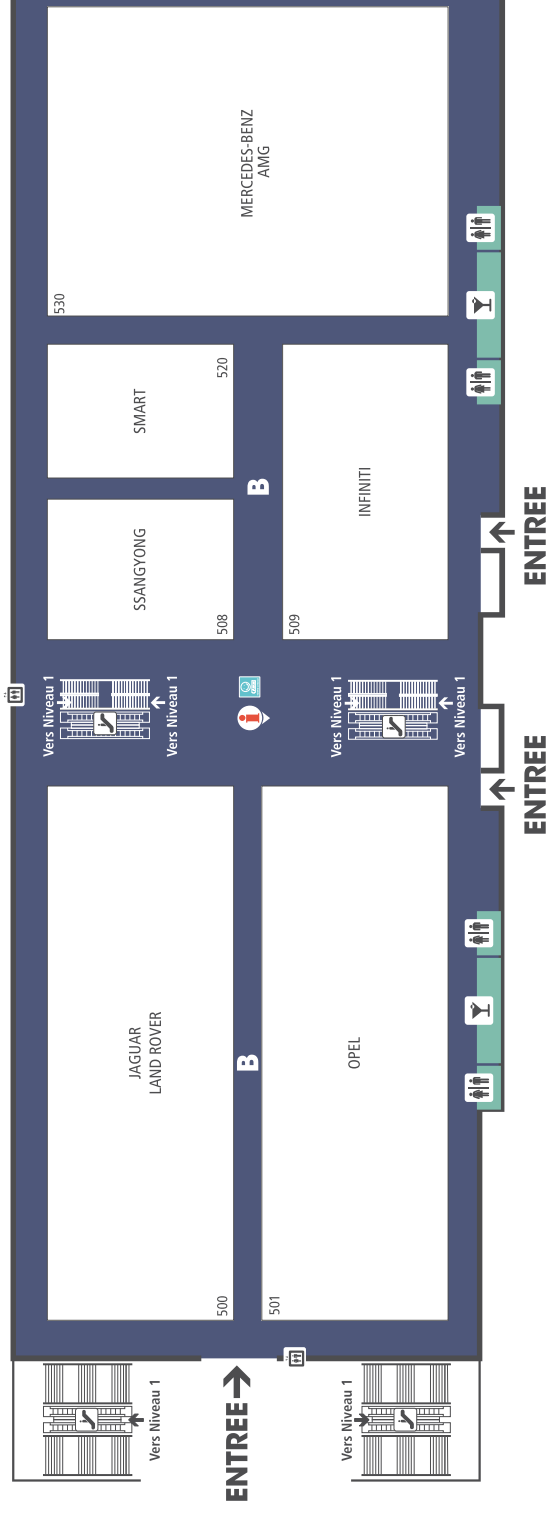 MERCEDES-BENZ
AMG
530
SMART
520
B
INFINITI
SSANGYONG
508
509
ENTREE
Vers Niveau 1
Vers Niveau 1
Vers Niveau 1
Vers Niveau 1
i
ENTREE
JAGUAR
LAND ROVER
B
OPEL
500
501
Vers Niveau 1
ENTREE
Vers Niveau 1